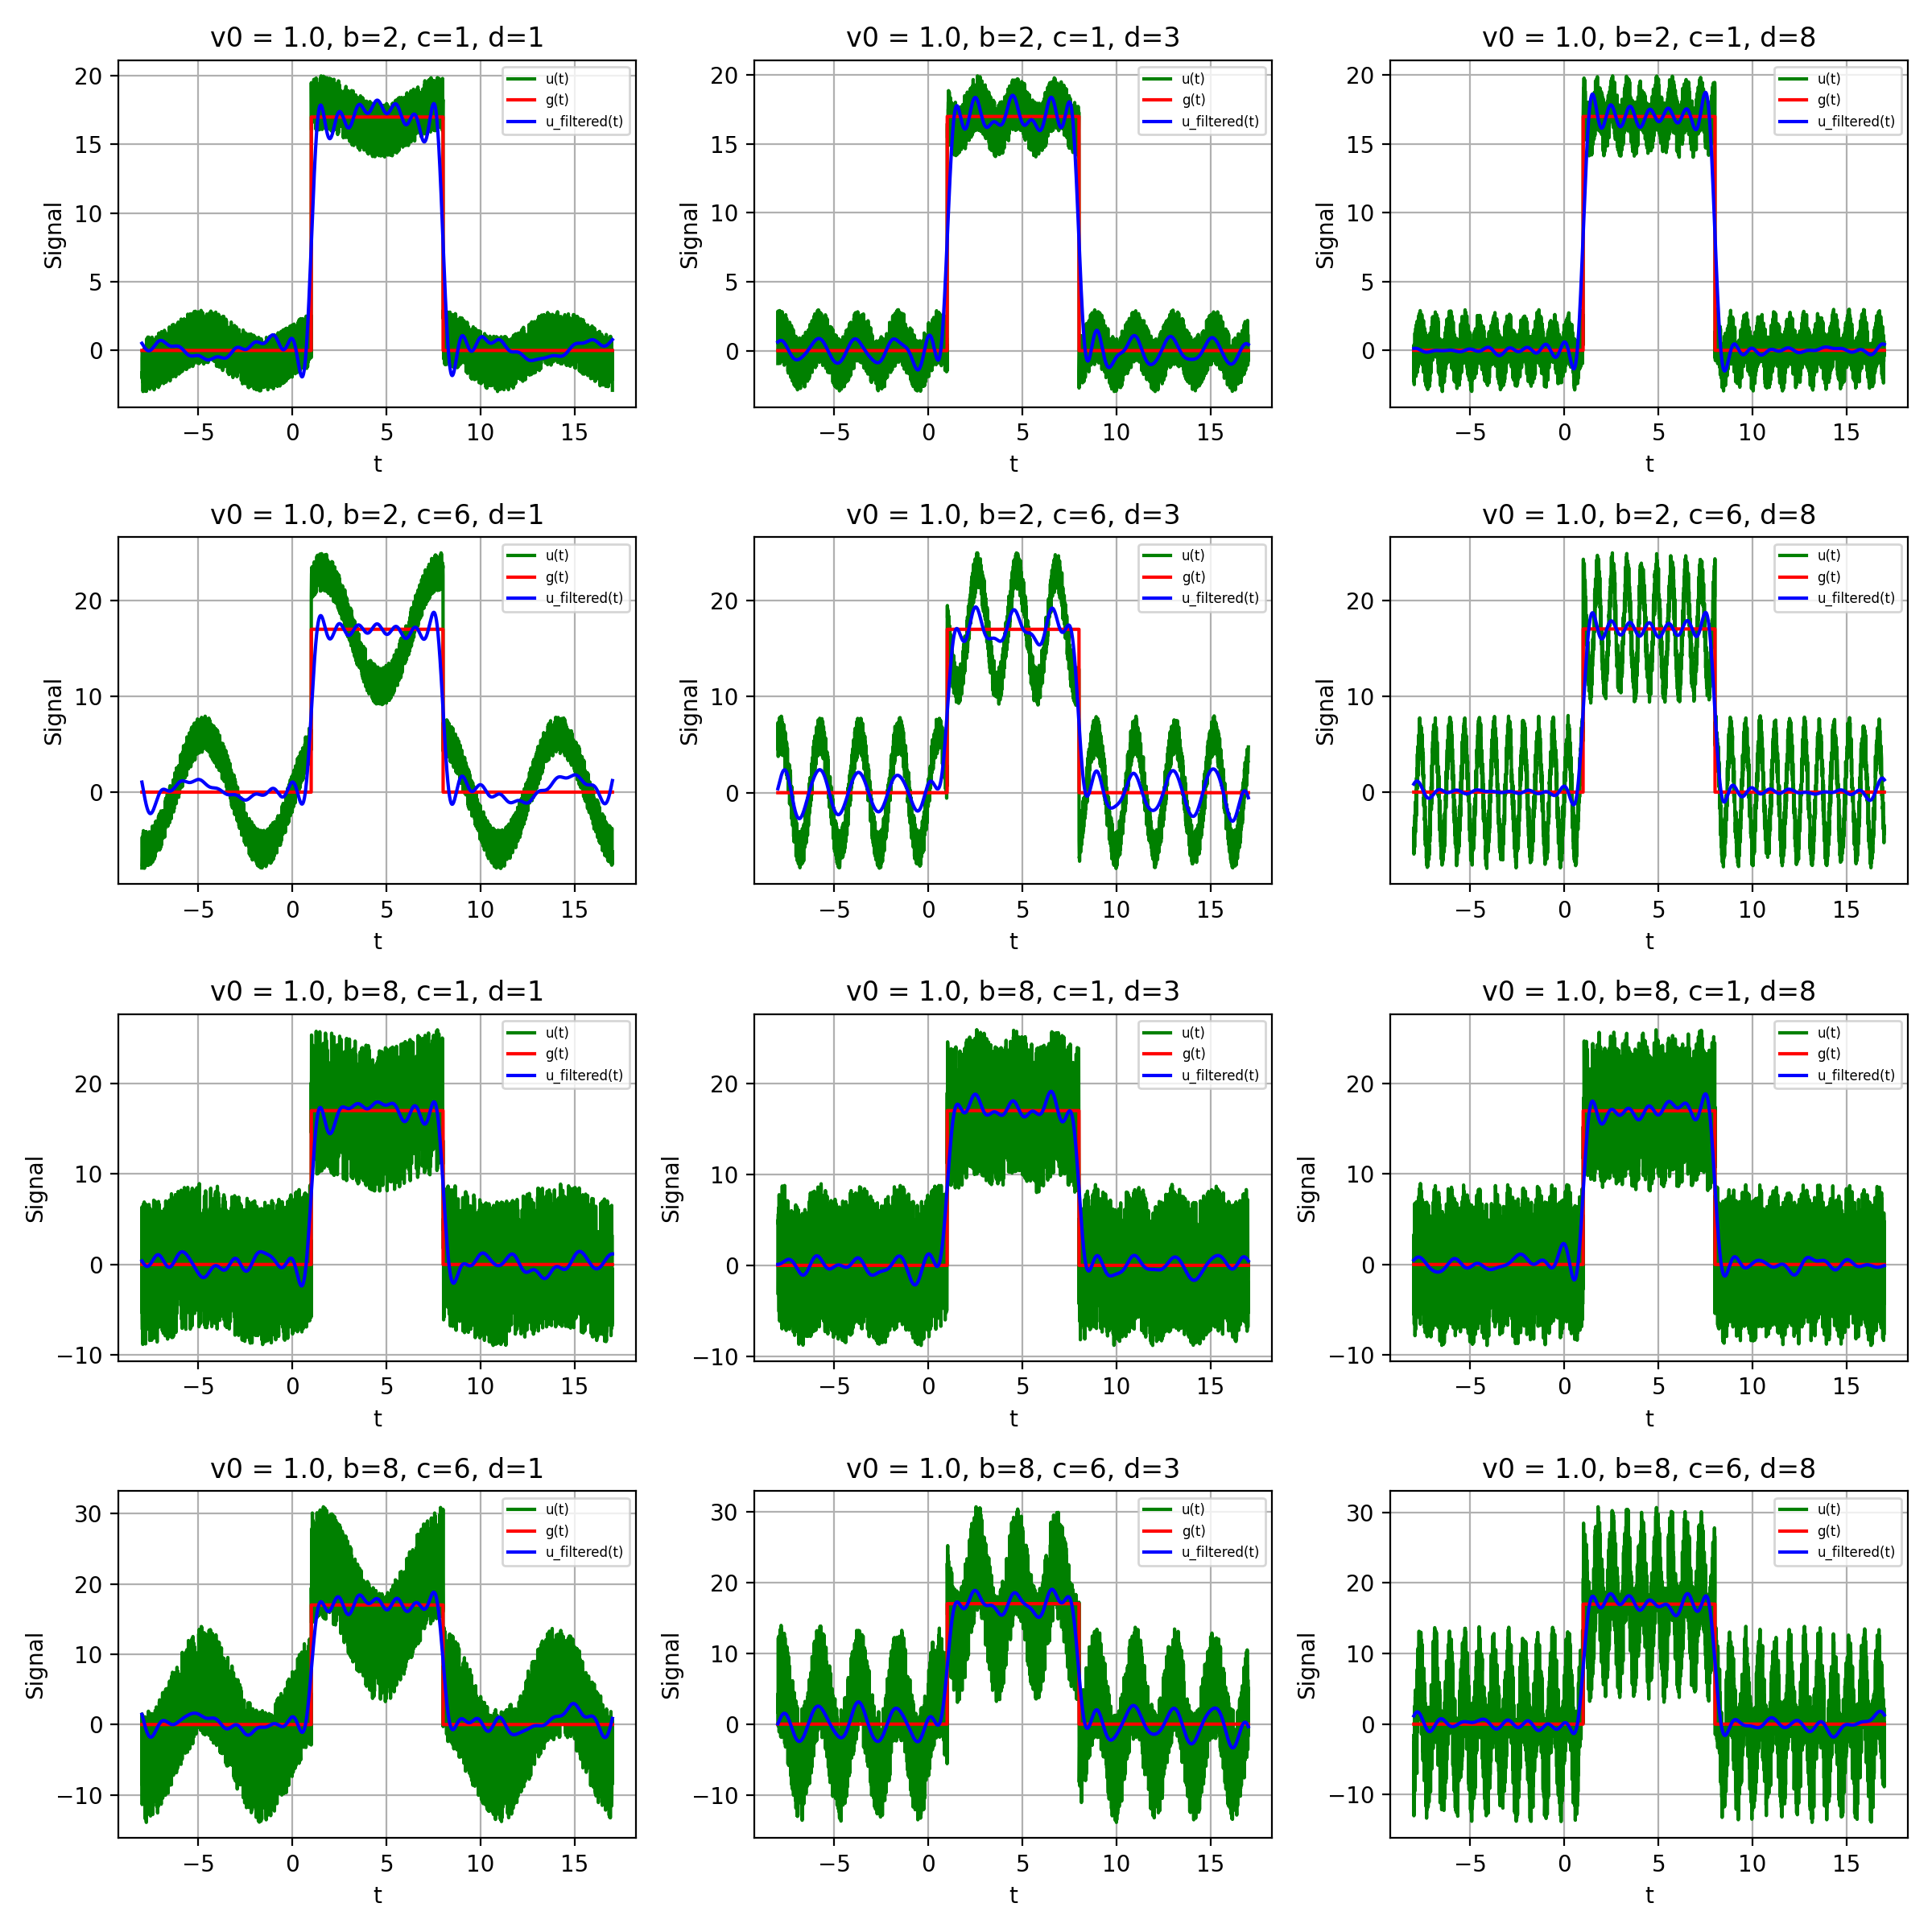 v0 = 1.0, b=2, c=1, d=1
v0 = 1.0, b=2, c=1, d=3
v0 = 1.0, b=2, c=1, d=8
20
15
10
5
0
Signal
u(t)
g(t)
u_filtered(t)
−5 0 5 10 15
t
20
15
10
5
0
Signal
u(t)
g(t)
u_filtered(t)
−5 0 5 10 15
t
20
15
10
5
0
Signal
u(t)
g(t)
u_filtered(t)
−5 0 5 10 15
t
v0 = 1.0, b=2, c=6, d=1
v0 = 1.0, b=2, c=6, d=3
v0 = 1.0, b=2, c=6, d=8
20
10
0
Signal
u(t)
g(t)
u_filtered(t)
−5 0 5 10 15
t
20
10
0
Signal
u(t)
g(t)
u_filtered(t)
−5 0 5 10 15
t
20
10
0
Signal
u(t)
g(t)
u_filtered(t)
−5 0 5 10 15
t
v0 = 1.0, b=8, c=1, d=1
v0 = 1.0, b=8, c=1, d=3
v0 = 1.0, b=8, c=1, d=8
20
10
0
−10
Signal
u(t)
g(t)
u_filtered(t)
−5 0 5 10 15
t
20
10
0
−10
Signal
u(t)
g(t)
u_filtered(t)
−5 0 5 10 15
t
20
10
0
−10
Signal
u(t)
g(t)
u_filtered(t)
−5 0 5 10 15
t
v0 = 1.0, b=8, c=6, d=1
v0 = 1.0, b=8, c=6, d=3
v0 = 1.0, b=8, c=6, d=8
30
20
10
0
−10
Signal
u(t)
g(t)
u_filtered(t)
−5 0 5 10 15
t
30
20
10
0
−10
Signal
u(t)
g(t)
u_filtered(t)
−5 0 5 10 15
t
30
20
10
0
−10
Signal
u(t)
g(t)
u_filtered(t)
−5 0 5 10 15
t